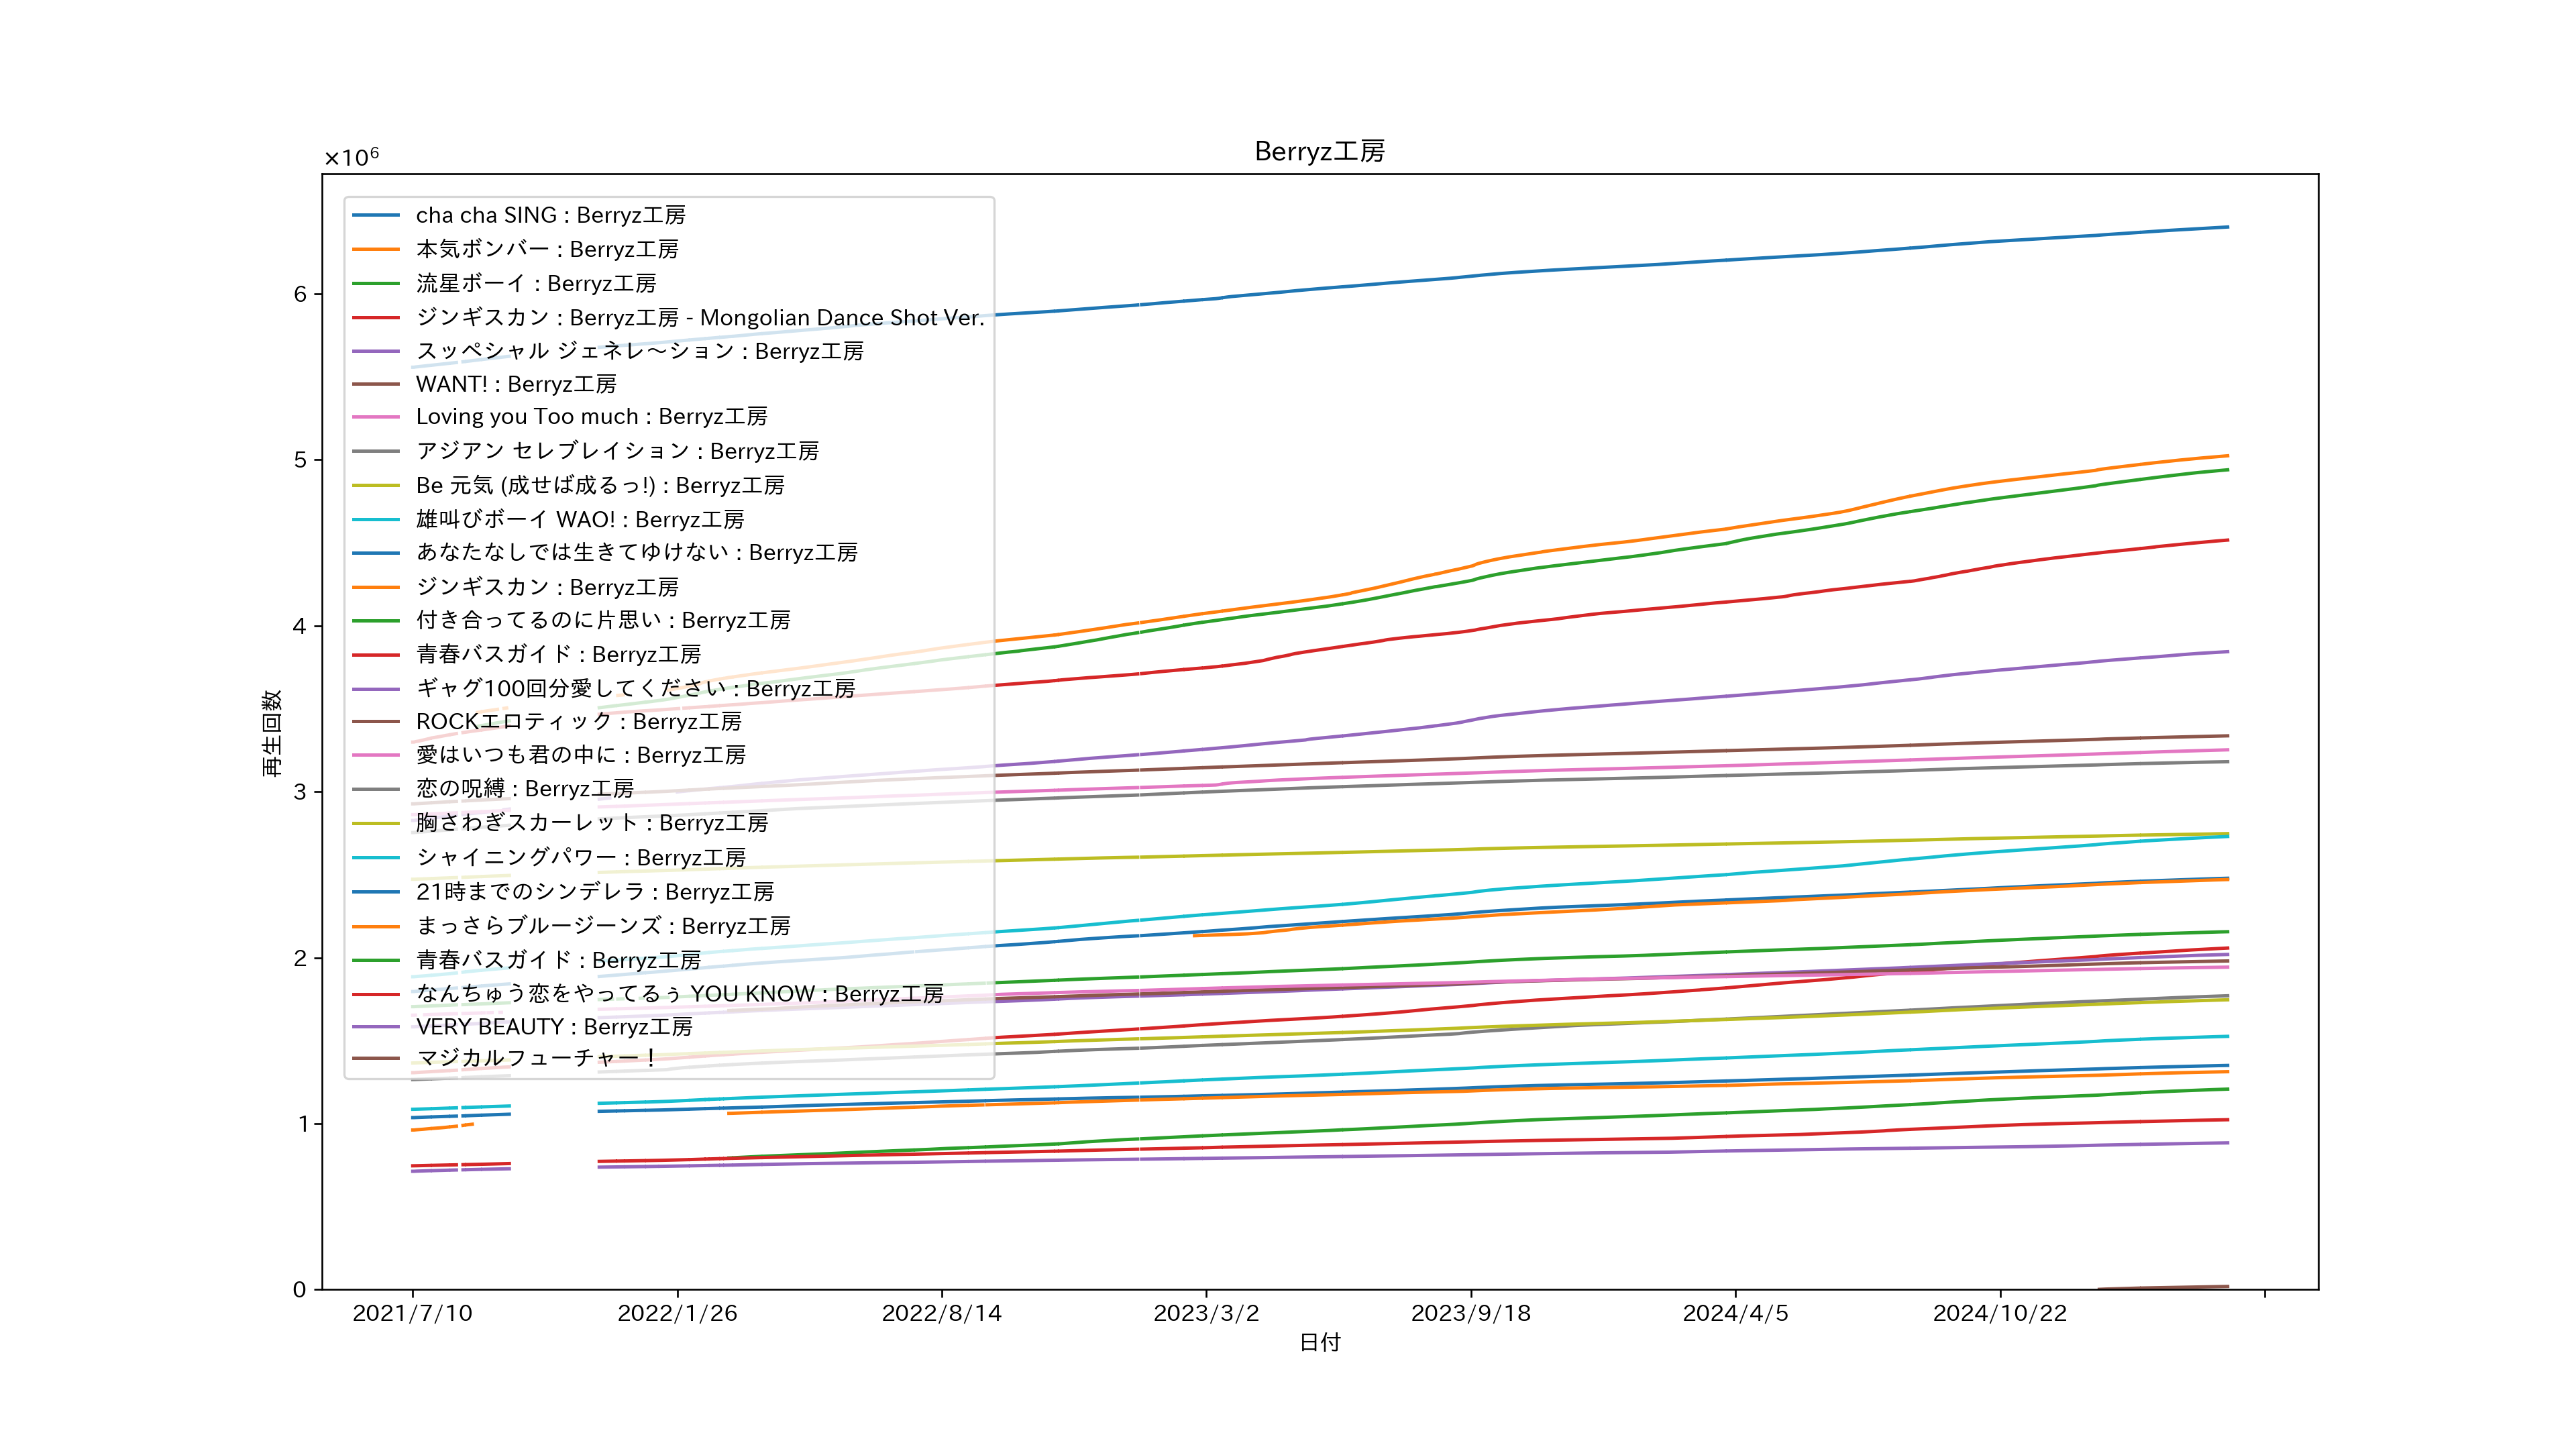 Berryz工房
×10⁶
cha cha SING : Berryz工房
本気ボンバー : Berryz工房
流星ボーイ : Berryz工房
ジンギスカン : Berryz工房 - Mongolian Dance Shot Ver.
スッペシャル ジェネレ～ション : Berryz工房
WANT! : Berryz工房
Loving you Too much : Berryz工房
アジアン セレブレイション : Berryz工房
Be 元気 (成せば成るっ!) : Berryz工房
雄叫びボーイ WAO! : Berryz工房
あなたなしでは生きてゆけない : Berryz工房
ジンギスカン : Berryz工房
付き合ってるのに片思い : Berryz工房
青春バスガイド : Berryz工房
ギャグ100回分愛してください : Berryz工房
ROCKエロティック : Berryz工房
愛はいつも君の中に : Berryz工房
恋の呪縛 : Berryz工房
胸さわぎスカーレット : Berryz工房
シャイニングパワー : Berryz工房
21時までのシンデレラ : Berryz工房
まっさらブルージーンズ : Berryz工房
青春バスガイド : Berryz工房
なんちゅう恋をやってるぅ YOU KNOW : Berryz工房
VERY BEAUTY : Berryz工房
マジカルフューチャー！
6
5
4
3
2
1
0
再生回数
2021/7/10 2022/1/26 2022/8/14 2023/3/2 2023/9/18 2024/4/5 2024/10/22
日付